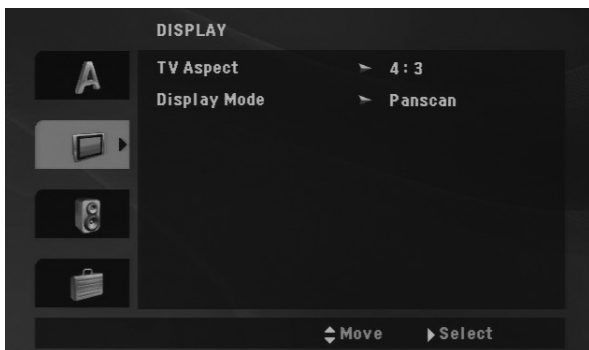 DISPLAY
A
TV Aspect ➣ 4 : 3
Display Mode ➣ Panscan
Move Select